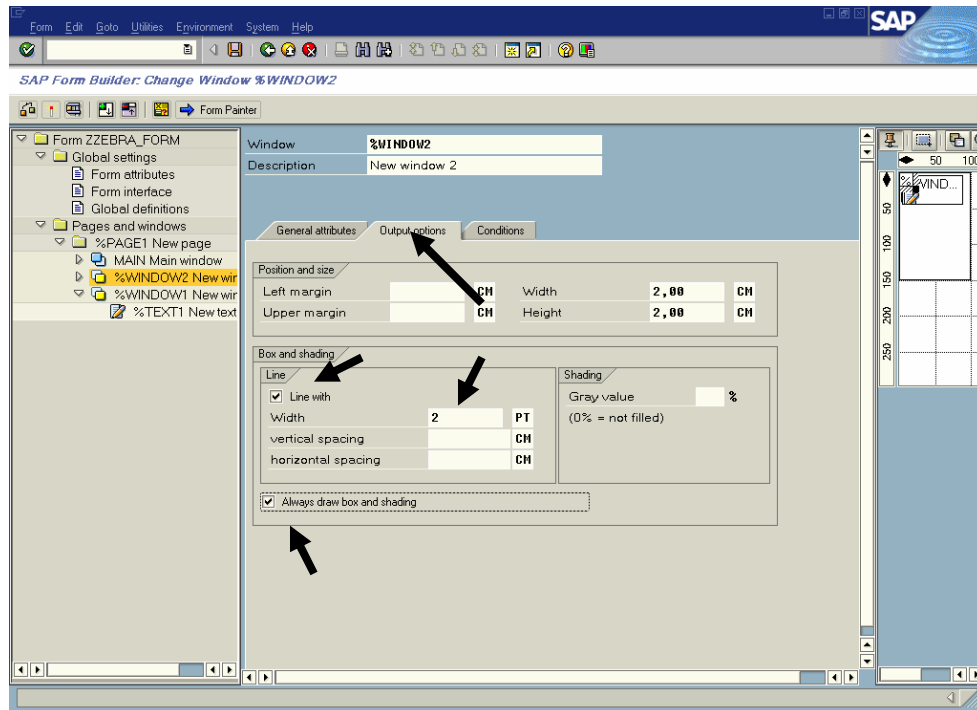 Form Edit Goto Utilities Environment System Help
SAP
SAP Form Builder: Change Window %WINDOW2
Form Painter
Form ZZEBRA_FORM
Global settings
Form attributes
Form interface
Global definitions
Pages and windows
%PAGE1 New page
MAIN Main window
%WINDOW2 New wir
%WINDOW1 New wir
%TEXT1 New text
Window %WINDOW2
Description New window 2
General attributes Output options Conditions
Position and size
Left margin CM Width 2,00 CM
Upper margin CM Height 2,00 CM
Box and shading
Line
Line with
Width 2 PT
vertical spacing CM
horizontal spacing CM
Shading
Gray value %
(0% = not filled)
Always draw box and shading
50 100
WIND...
50
100
150
200
250